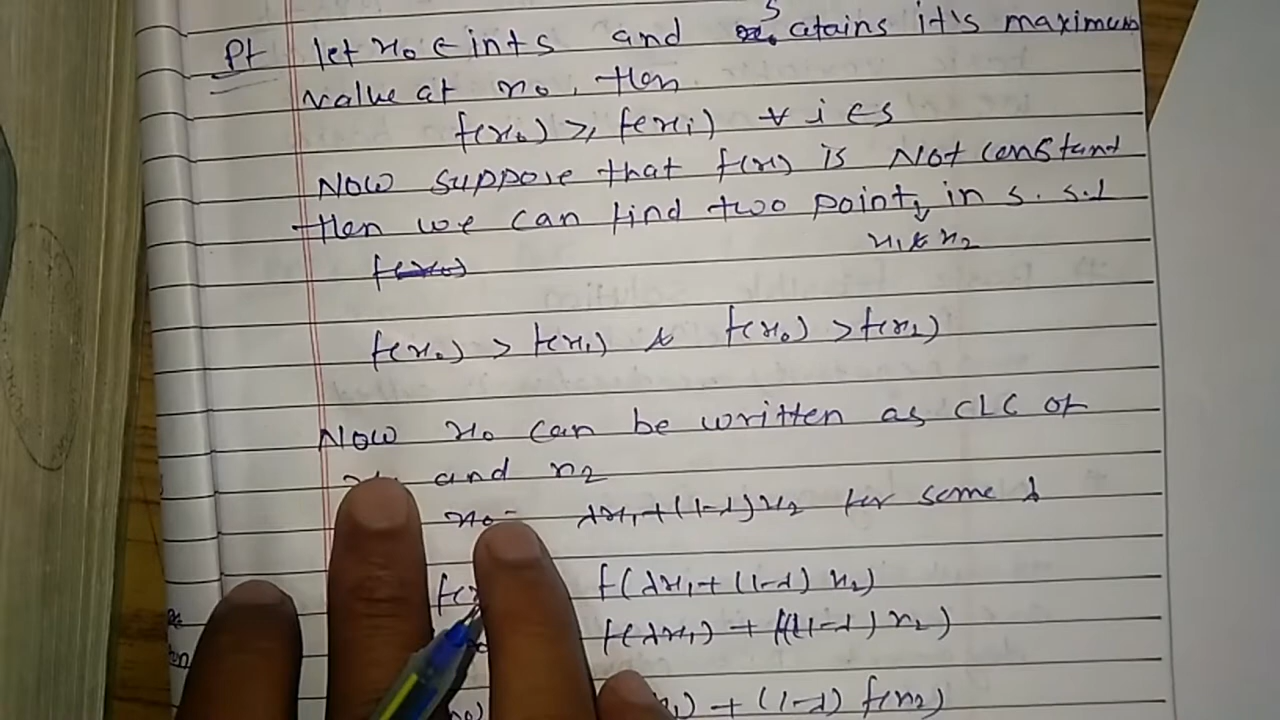 Pf let x₀ ∈ int S and S atains it's maximum
value at x₀, then
f(x₀) ≥ f(xᵢ) ∀ i ∈ S
Now suppose that f(x) is Not constant
then we can find two points in S. s.t
x₁ & x₂
f(x₀) > f(x₁) & f(x₀) > f(x₂)
Now x₀ can be written as CLC of
and x₂
x₀ = λx₁ + (1-λ)x₂ for some λ
f(λx₁ + (1-λ) x₂)
f(λx₁) + f((1-λ) x₂)
) + (1-λ) f(x₂)